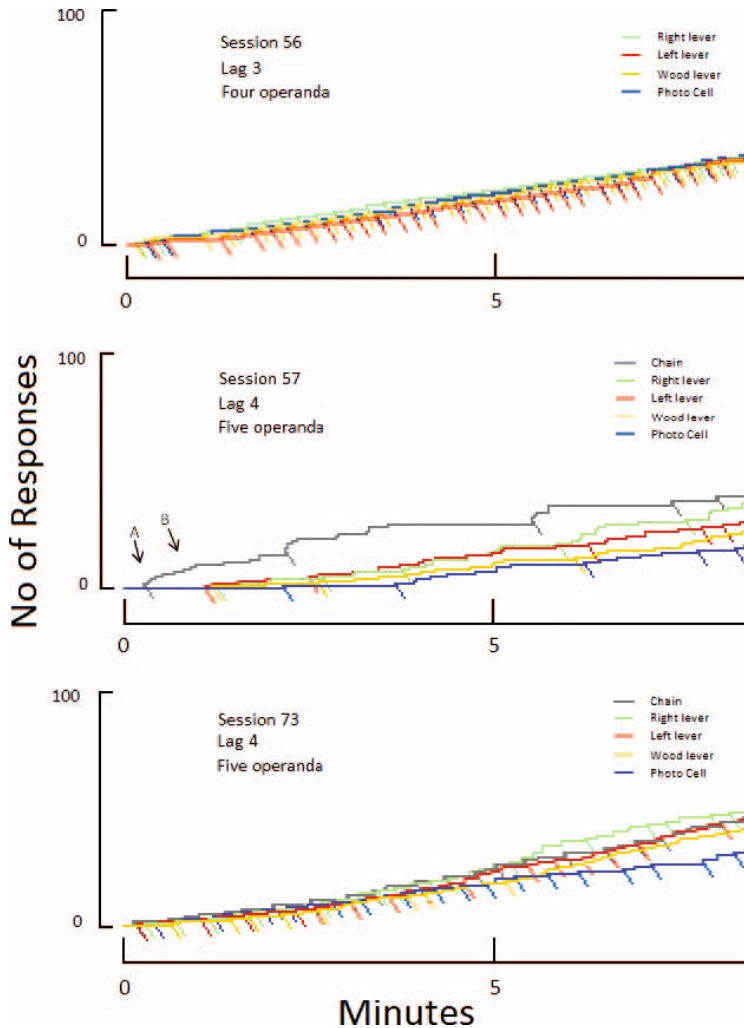 100
Session 56
Lag 3
Four operanda
Right lever
Left lever
Wood lever
Photo Cell
0
0
5
No of Responses
100
Session 57
Lag 4
Five operanda
Chain
Right lever
Left lever
Wood lever
Photo Cell
A
B
0
0
5
100
Session 73
Lag 4
Five operanda
Chain
Right lever
Left lever
Wood lever
Photo Cell
0
0
5
Minutes